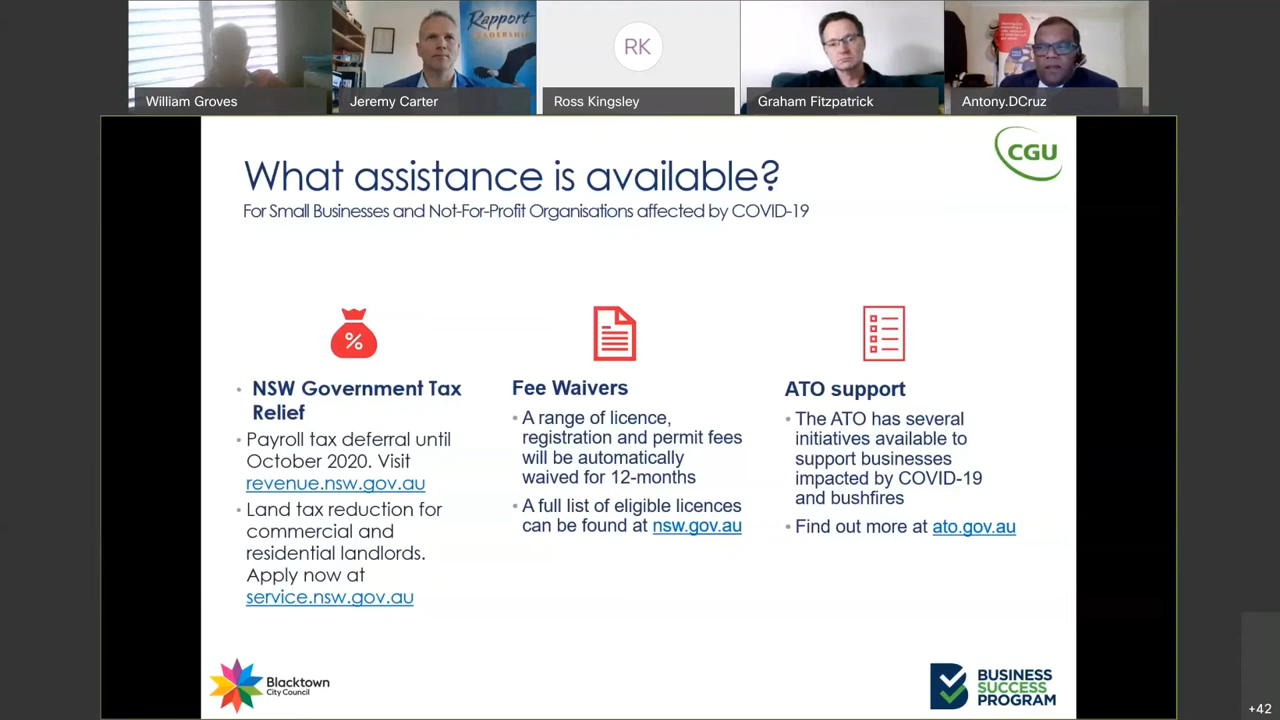 Rapport
LEADERSHIP
William Groves
Jeremy Carter
RK
Ross Kingsley
Graham Fitzpatrick
Antony.DCruz
CGU
What assistance is available?
For Small Businesses and Not-For-Profit Organisations affected by COVID-19
%
• NSW Government Tax
Relief
• Payroll tax deferral until
October 2020. Visit
revenue.nsw.gov.au
• Land tax reduction for
commercial and
residential landlords.
Apply now at
service.nsw.gov.au
Fee Waivers
• A range of licence,
registration and permit fees
will be automatically
waived for 12-months
• A full list of eligible licences
can be found at nsw.gov.au
ATO support
• The ATO has several
initiatives available to
support businesses
impacted by COVID-19
and bushfires
• Find out more at ato.gov.au
Blacktown
City Council
BUSINESS
SUCCESS
PROGRAM
+42